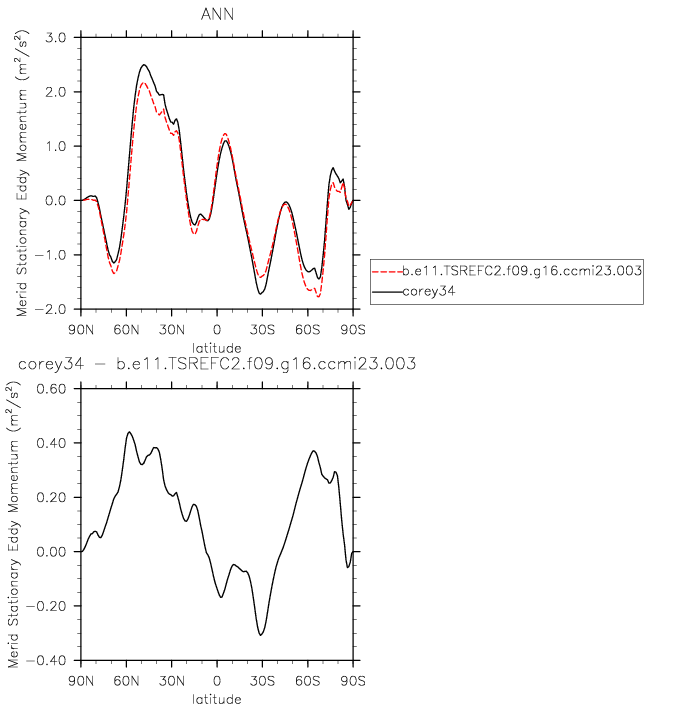 ANN
Merid Stationary Eddy Momentum (m²/s²)
3.0
2.0
1.0
0.0
−1.0
−2.0
90N 60N 30N 0 30S 60S 90S
latitude
b.e11.TSREFC2.f09.g16.ccmi23.003
corey34
corey34 − b.e11.TSREFC2.f09.g16.ccmi23.003
Merid Stationary Eddy Momentum (m²/s²)
0.60
0.40
0.20
0.00
−0.20
−0.40
90N 60N 30N 0 30S 60S 90S
latitude